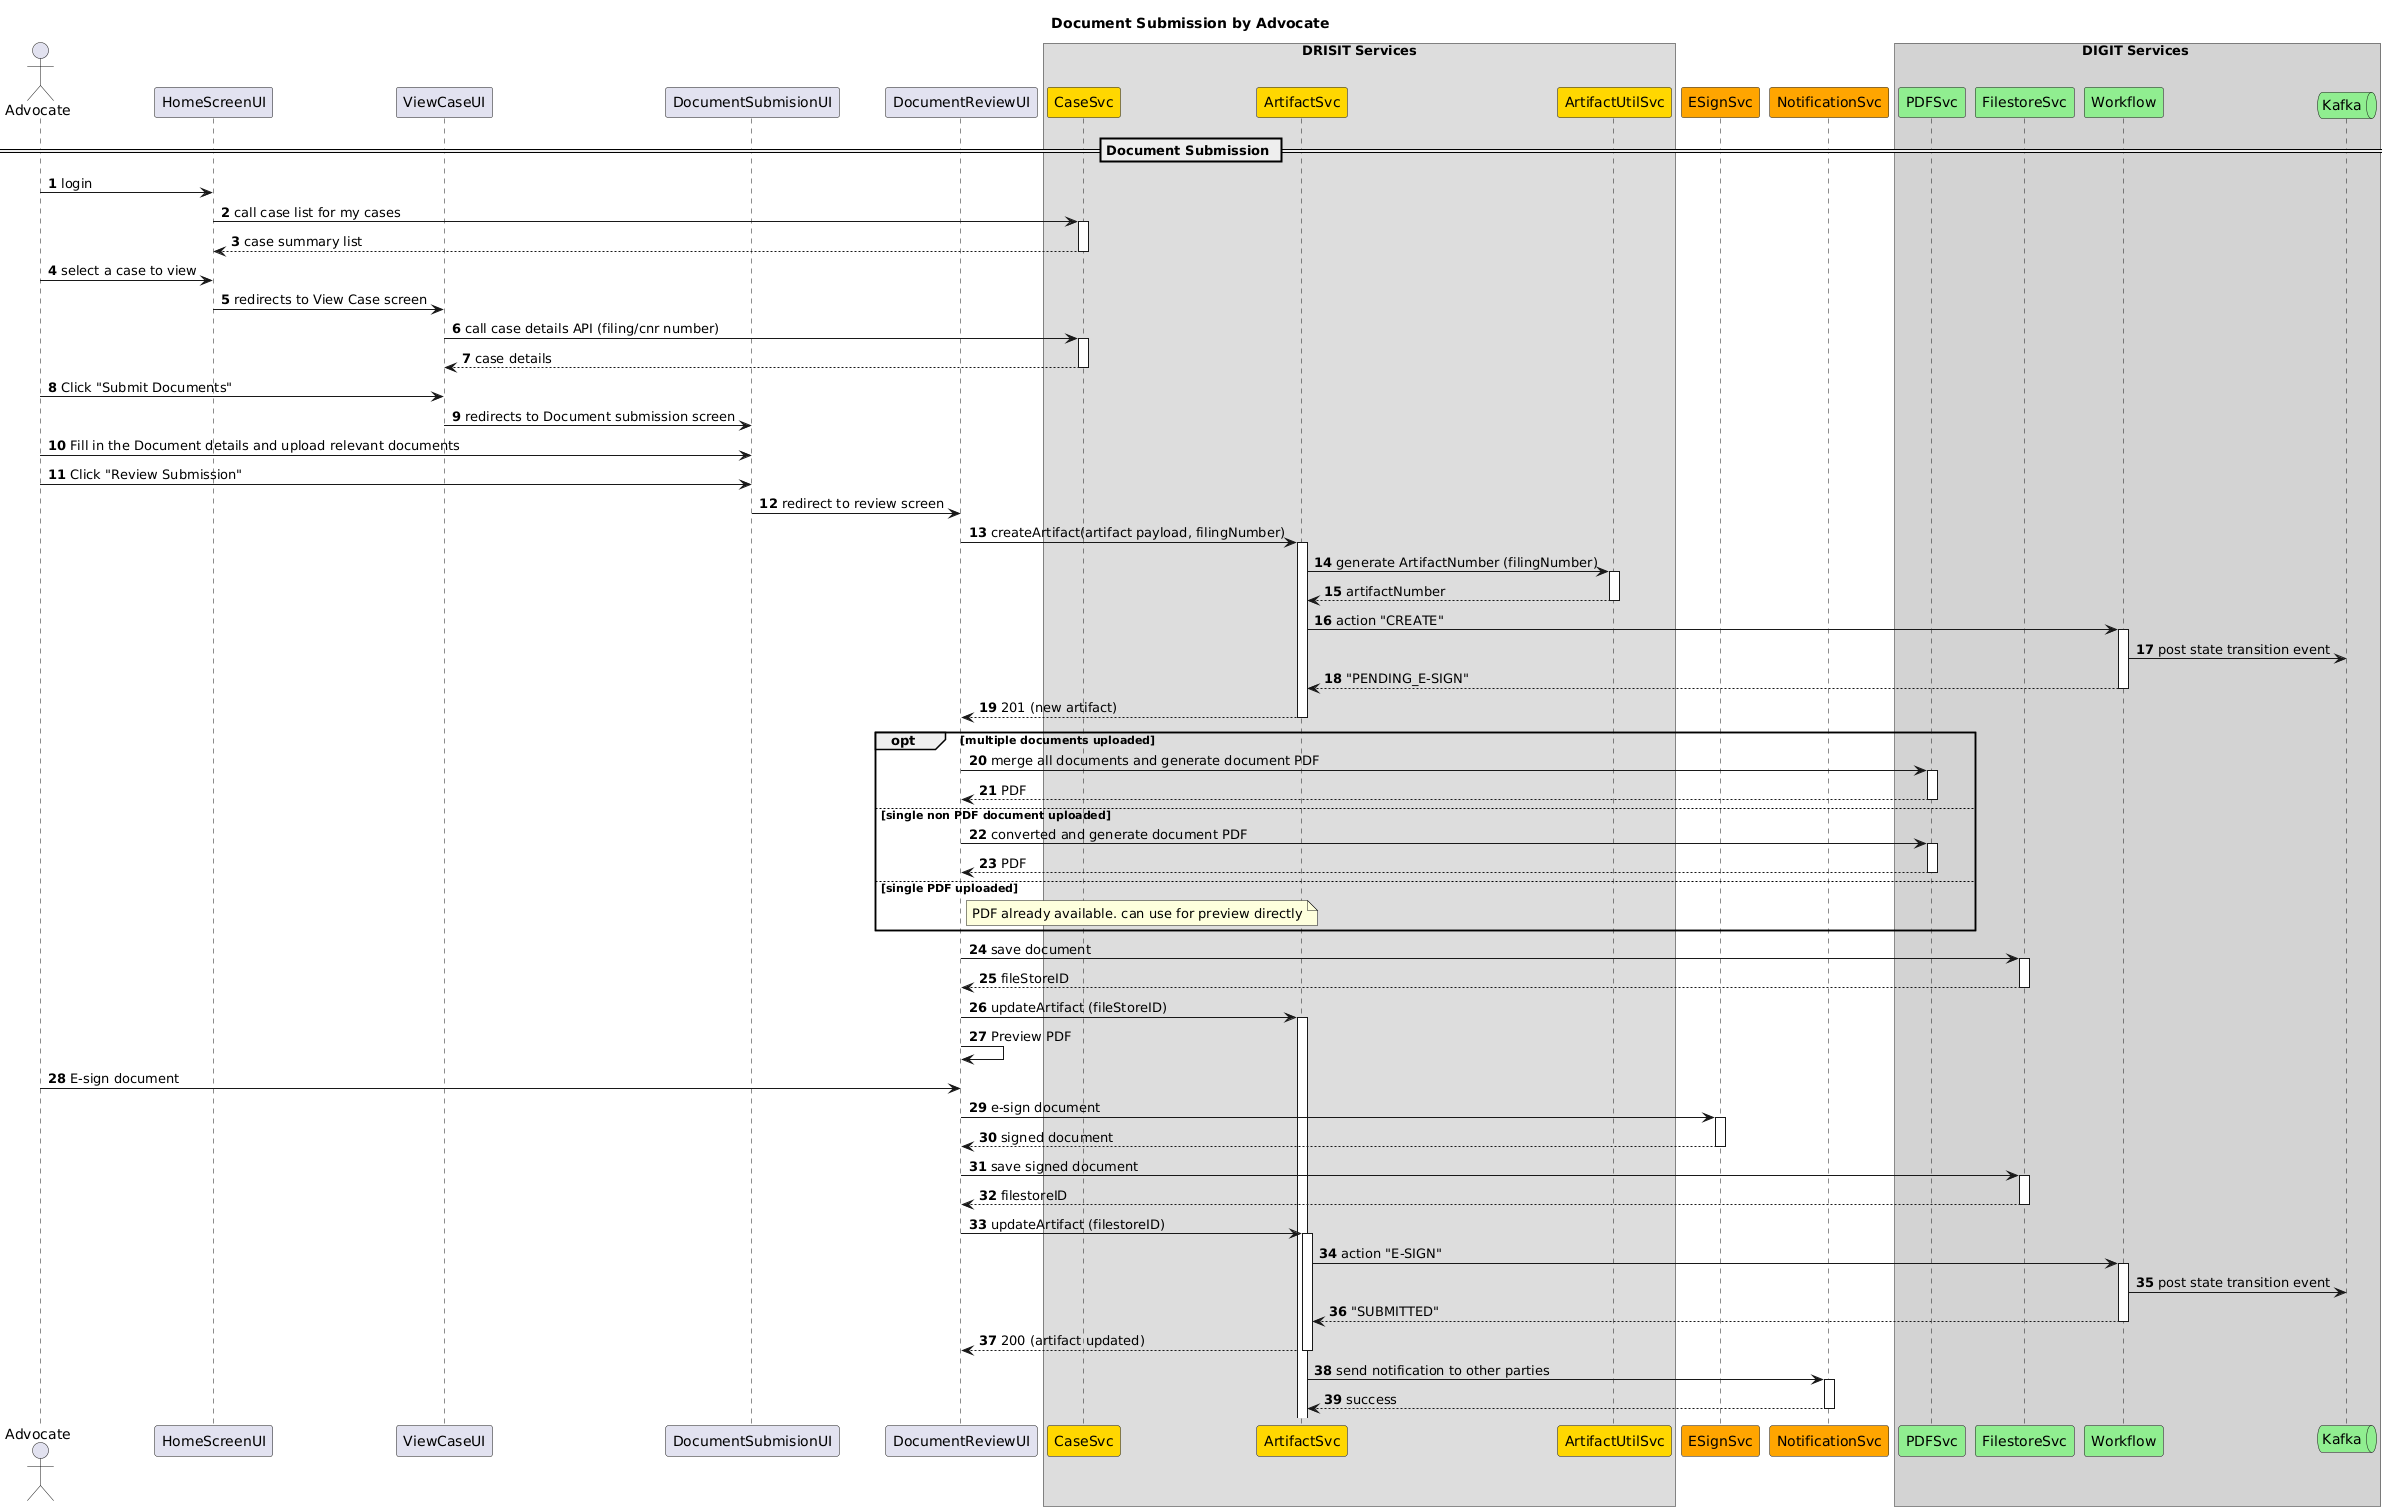 Document Submission by Advocate
DRISIT Services
DIGIT Services
Advocate
HomeScreenUI
ViewCaseUI
DocumentSubmisionUI
DocumentReviewUI
CaseSvc
ArtifactSvc
ArtifactUtilSvc
ESignSvc
NotificationSvc
PDFSvc
FilestoreSvc
Workflow
Kafka
Document Submission
1 login
2 call case list for my cases
3 case summary list
4 select a case to view
5 redirects to View Case screen
6 call case details API (filing/cnr number)
7 case details
8 Click "Submit Documents"
9 redirects to Document submission screen
10 Fill in the Document details and upload relevant documents
11 Click "Review Submission"
12 redirect to review screen
13 createArtifact(artifact payload, filingNumber)
14 generate ArtifactNumber (filingNumber)
15 artifactNumber
16 action "CREATE"
17 post state transition event
18 "PENDING_E-SIGN"
19 201 (new artifact)
opt [multiple documents uploaded]
20 merge all documents and generate document PDF
21 PDF
[single non PDF document uploaded]
22 converted and generate document PDF
23 PDF
[single PDF uploaded]
PDF already available. can use for preview directly
24 save document
25 fileStoreID
26 updateArtifact (fileStoreID)
27 Preview PDF
28 E-sign document
29 e-sign document
30 signed document
31 save signed document
32 filestoreID
33 updateArtifact (filestoreID)
34 action "E-SIGN"
35 post state transition event
36 "SUBMITTED"
37 200 (artifact updated)
38 send notification to other parties
39 success
Advocate
HomeScreenUI
ViewCaseUI
DocumentSubmisionUI
DocumentReviewUI
CaseSvc
ArtifactSvc
ArtifactUtilSvc
ESignSvc
NotificationSvc
PDFSvc
FilestoreSvc
Workflow
Kafka